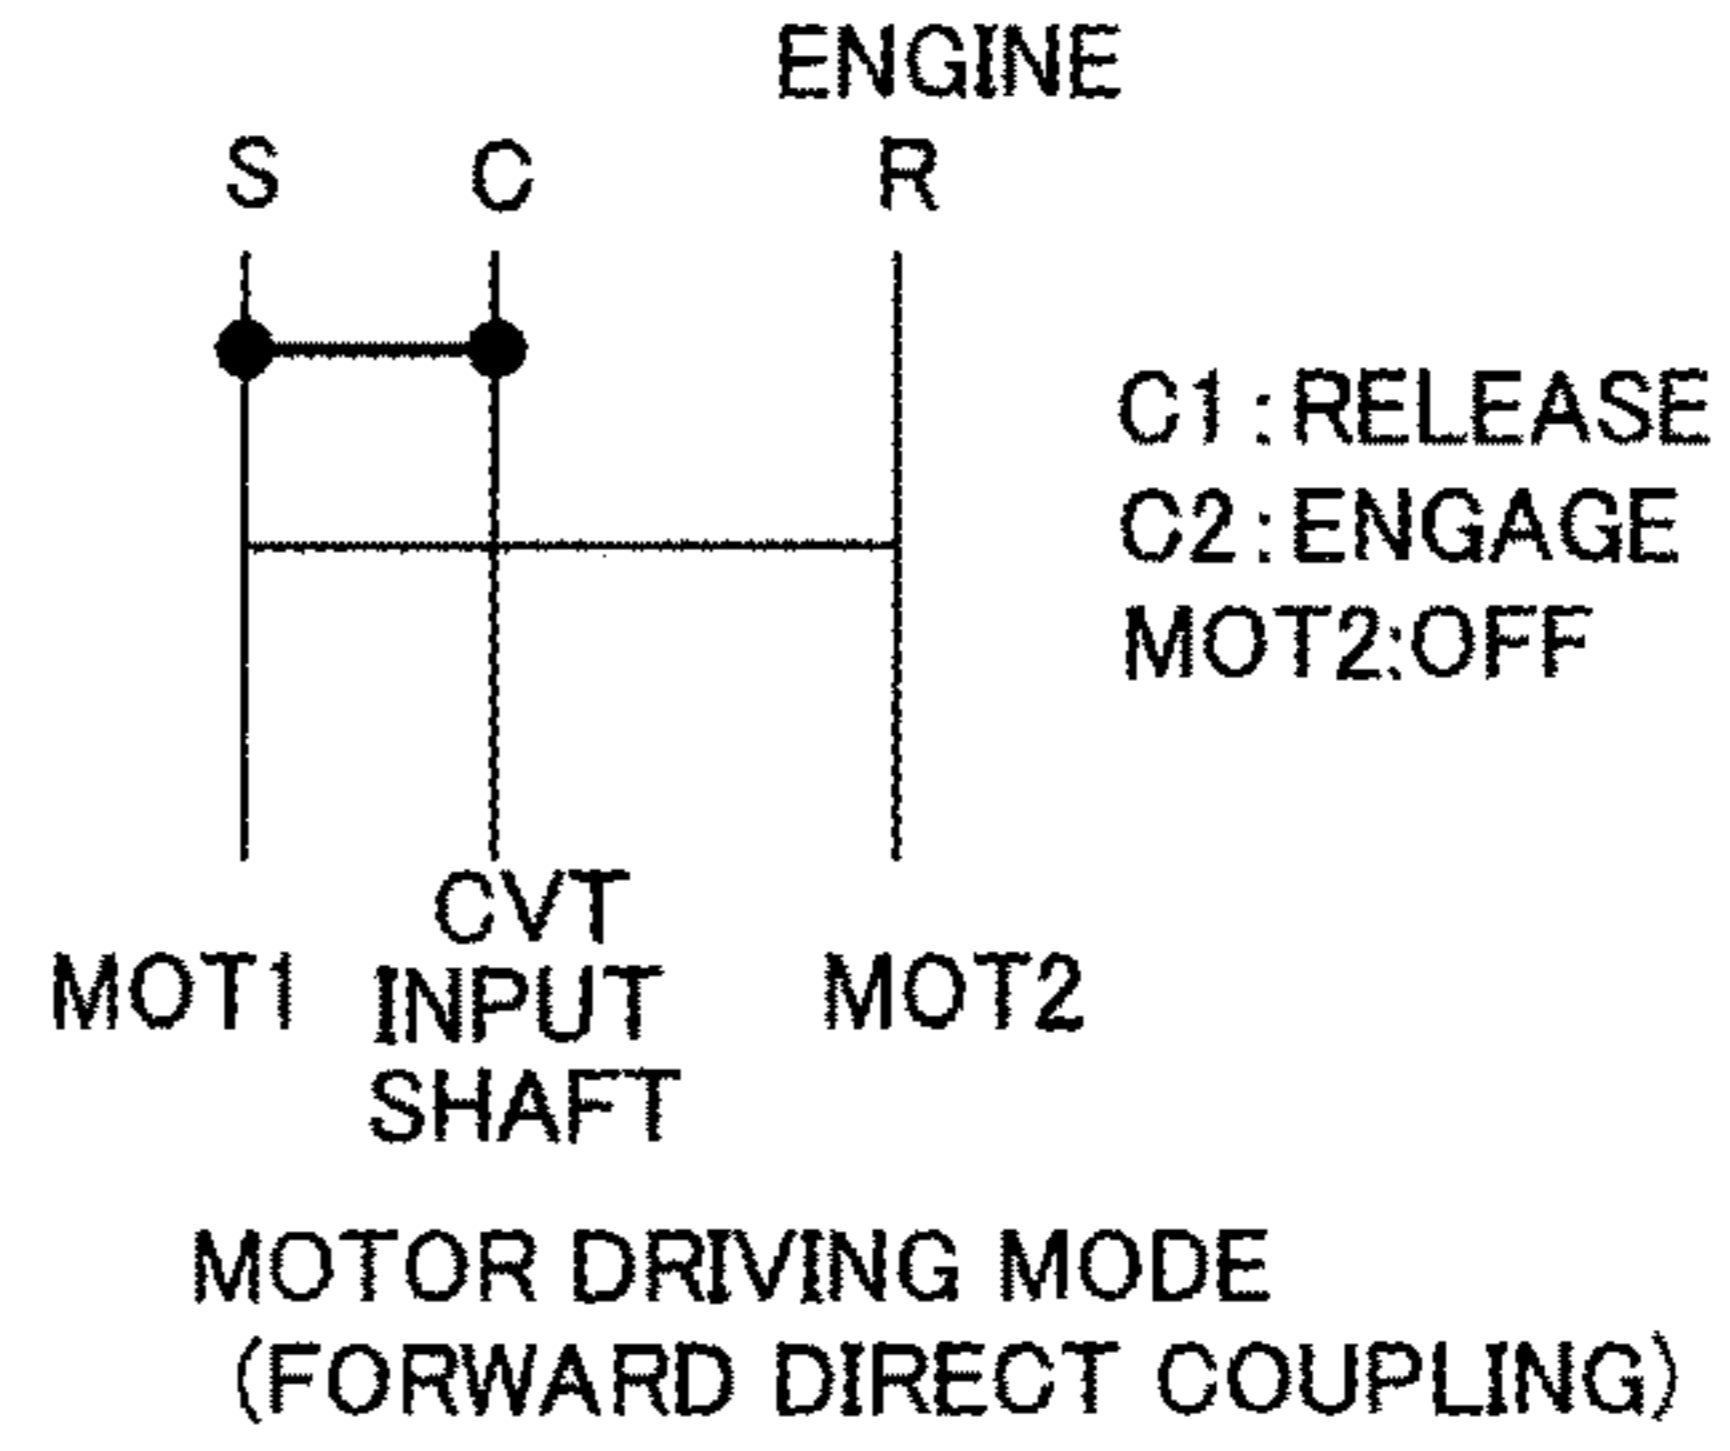 ENGINE
S C R
C1:RELEASE
C2:ENGAGE
MOT2:OFF
MOT1
CVT
INPUT
SHAFT
MOT2
MOTOR DRIVING MODE
(FORWARD DIRECT COUPLING)